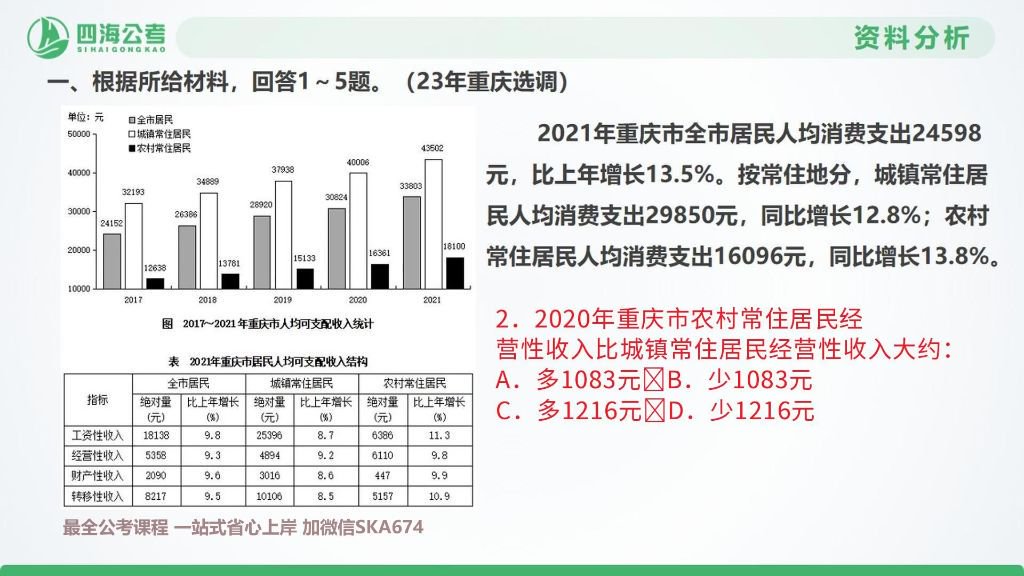 四海公考
SIHAIGONGKAO
资料分析
一、根据所给材料，回答1～5题。（23年重庆选调）
单位：元
全市居民
城镇常住居民
农村常住居民
50000
40000
30000
20000
10000
24152
32193
12638
26386
34889
13781
28920
37938
15133
30824
40006
16361
33803
43502
18100
2017
2018
2019
2020
2021
图 2017～2021年重庆市人均可支配收入统计
表 2021年重庆市居民人均可支配收入结构
指标 全市居民 城镇常住居民 农村常住居民
绝对量（元） 比上年增长（%） 绝对量（元） 比上年增长（%） 绝对量（元） 比上年增长（%）
工资性收入 18138 9.8 25396 8.7 6386 11.3
经营性收入 5358 9.3 4894 9.2 6110 9.8
财产性收入 2090 9.6 3016 8.6 447 9.9
转移性收入 8217 9.5 10106 8.5 5157 10.9
最全公考课程 一站式省心上岸 加微信SKA674
2021年重庆市全市居民人均消费支出24598
元，比上年增长13.5%。按常住地分，城镇常住居
民人均消费支出29850元，同比增长12.8%；农村
常住居民人均消费支出16096元，同比增长13.8%。
2．2020年重庆市农村常住居民经
营性收入比城镇常住居民经营性收入大约：
A．多1083元 B．少1083元
C．多1216元 D．少1216元